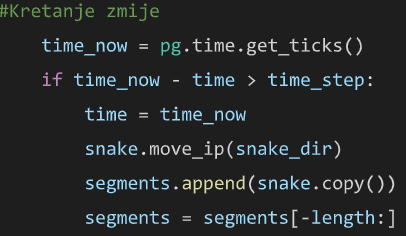 #Kretanje zmije
time_now = pg.time.get_ticks()
if time_now - time > time_step:
time = time_now
snake.move_ip(snake_dir)
segments.append(snake.copy())
segments = segments[-length:]